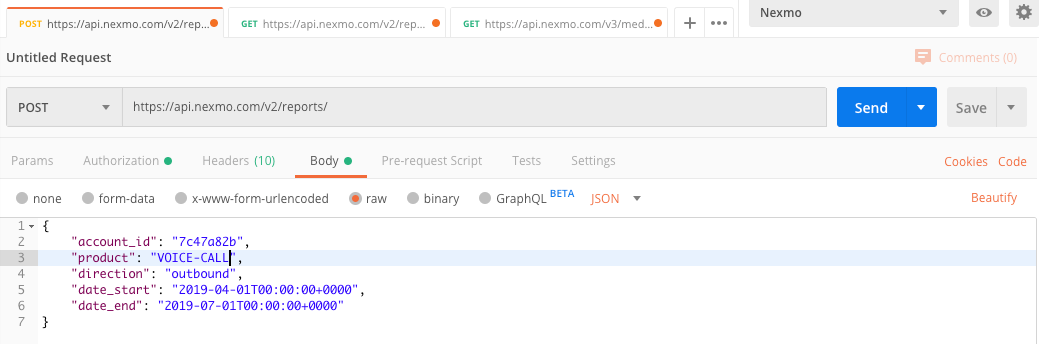 POST https://api.nexmo.com/v2/rep... GET https://api.nexmo.com/v2/rep... GET https://api.nexmo.com/v3/med... + ••• Nexmo
Untitled Request Comments (0)
POST https://api.nexmo.com/v2/reports/ Send Save
Params Authorization Headers (10) Body Pre-request Script Tests Settings Cookies Code
none form-data x-www-form-urlencoded raw binary GraphQL BETA JSON Beautify
1 {
2 "account_id": "7c47a82b",
3 "product": "VOICE-CALL",
4 "direction": "outbound",
5 "date_start": "2019-04-01T00:00:00+0000",
6 "date_end": "2019-07-01T00:00:00+0000"
7 }